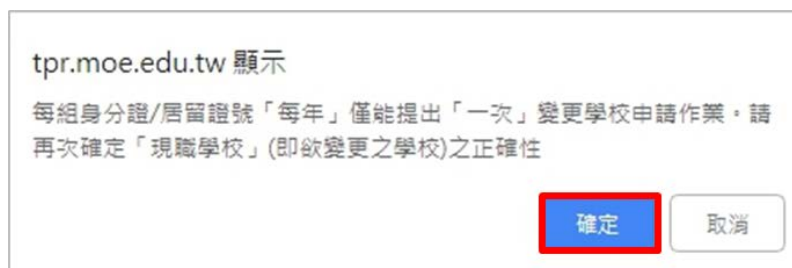 tpr.moe.edu.tw 顯示
每組身分證/居留證號「每年」僅能提出「一次」變更學校申請作業，請
再次確定「現職學校」(即欲變更之學校)之正確性
確定
取消